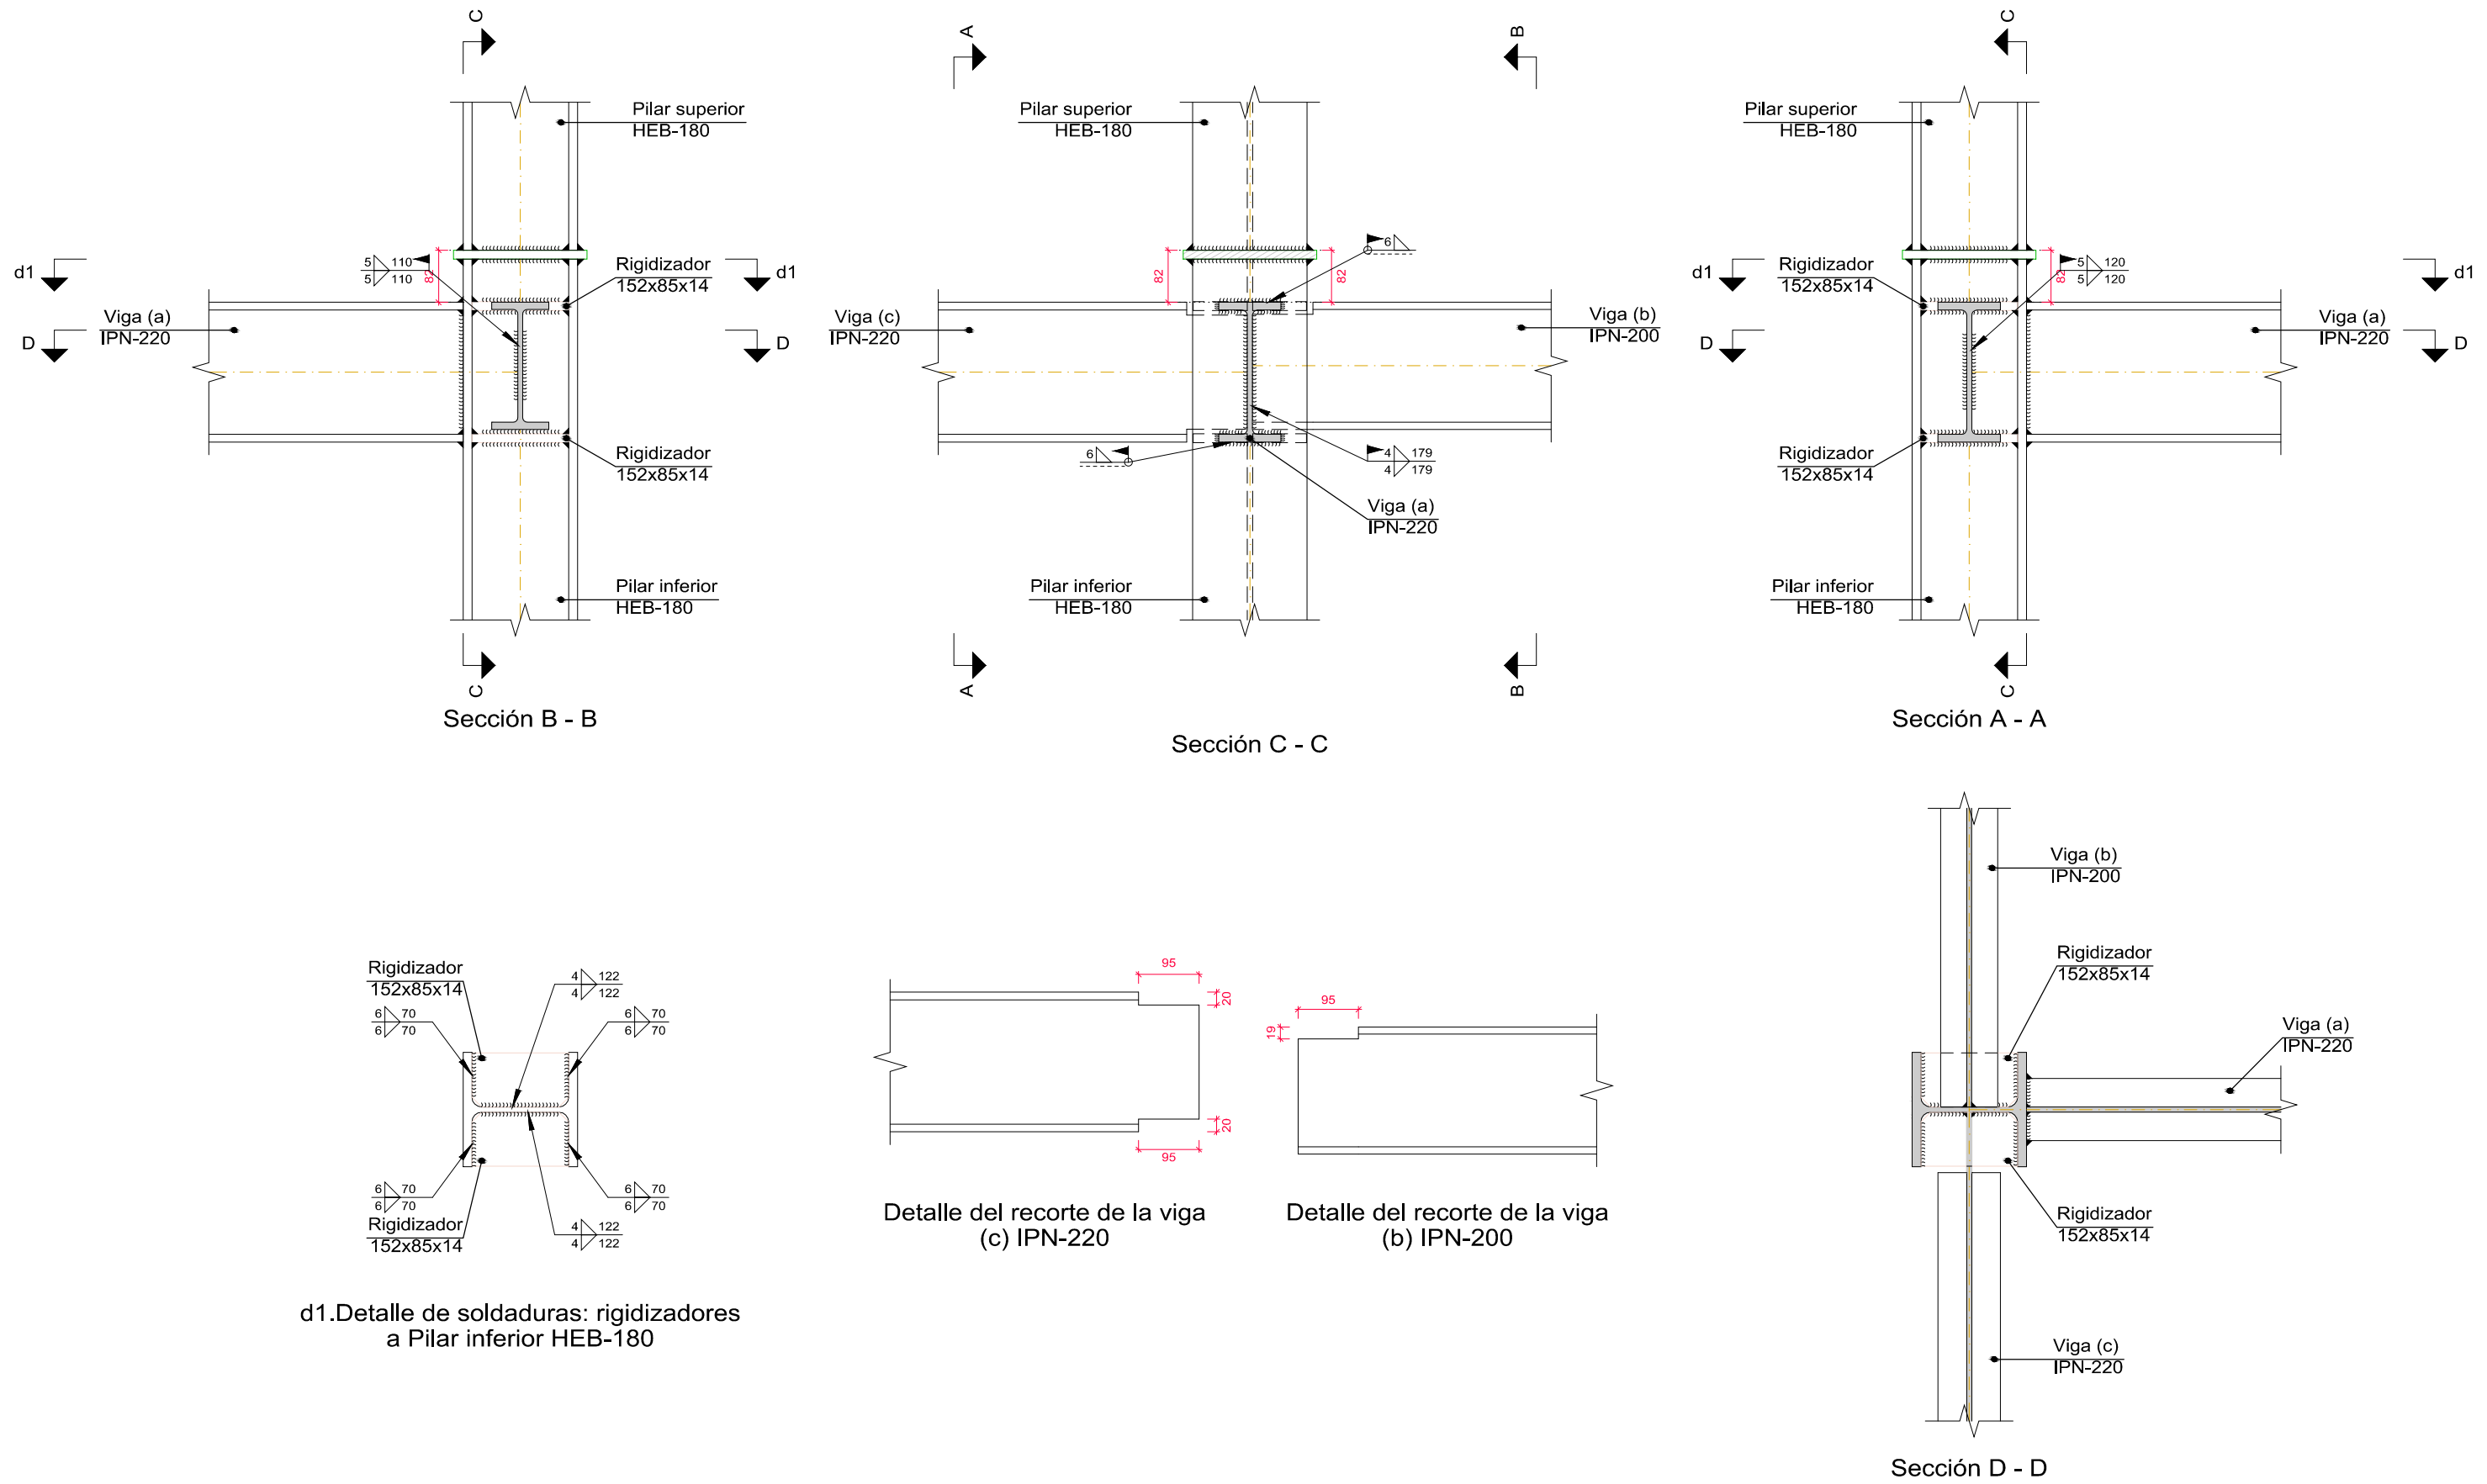 C
Pilar superior
HEB-180
d1
d1
5 110
5 110
82
Rigidizador
152x85x14
Viga (a)
IPN-220
D
D
Rigidizador
152x85x14
Pilar inferior
HEB-180
C
Sección B - B
A
B
Pilar superior
HEB-180
6
82
82
Viga (c)
IPN-220
Viga (b)
IPN-200
6
4 179
4 179
Viga (a)
IPN-220
Pilar inferior
HEB-180
A
B
Sección C - C
C
Pilar superior
HEB-180
d1
d1
Rigidizador
152x85x14
82
5 120
5 120
D
D
Viga (a)
IPN-220
Rigidizador
152x85x14
Pilar inferior
HEB-180
C
Sección A - A
Rigidizador
152x85x14
4 122
4 122
6 70
6 70
6 70
6 70
6 70
6 70
6 70
6 70
Rigidizador
152x85x14
4 122
4 122
d1.Detalle de soldaduras: rigidizadores
a Pilar inferior HEB-180
95
20
20
95
Detalle del recorte de la viga
(c) IPN-220
95
19
Detalle del recorte de la viga
(b) IPN-200
Viga (b)
IPN-200
Rigidizador
152x85x14
Viga (a)
IPN-220
Rigidizador
152x85x14
Viga (c)
IPN-220
Sección D - D